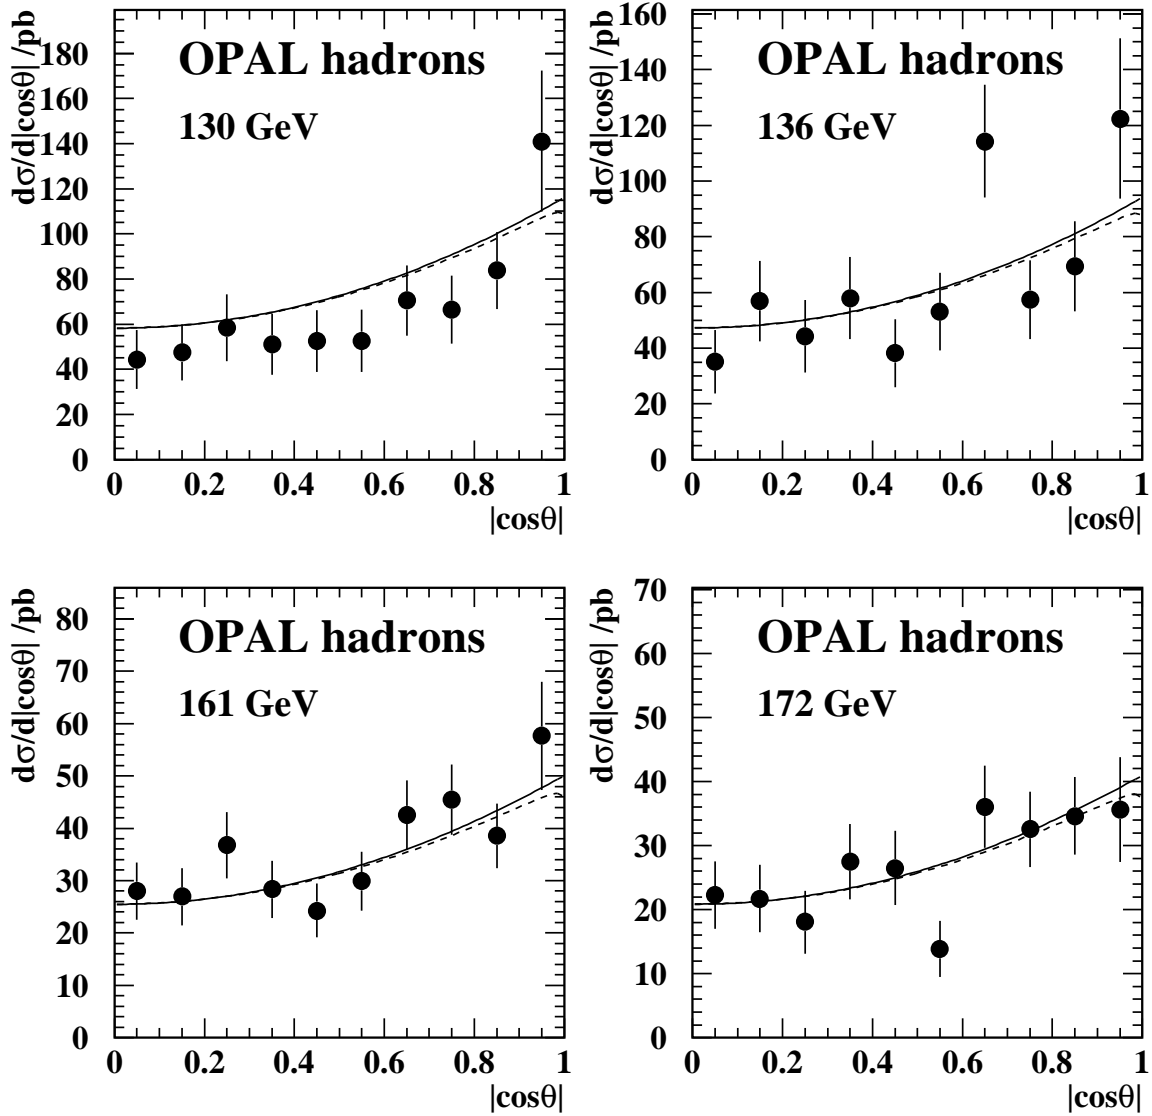 OPAL hadrons
130 GeV
dσ/d|cosθ| /pb
180
160
140
120
100
80
60
40
20
0
0 0.2 0.4 0.6 0.8 1
|cosθ|
OPAL hadrons
136 GeV
dσ/d|cosθ| /pb
160
140
120
100
80
60
40
20
0
0 0.2 0.4 0.6 0.8 1
|cosθ|
OPAL hadrons
161 GeV
dσ/d|cosθ| /pb
80
70
60
50
40
30
20
10
0
0 0.2 0.4 0.6 0.8 1
|cosθ|
OPAL hadrons
172 GeV
dσ/d|cosθ| /pb
70
60
50
40
30
20
10
0
0 0.2 0.4 0.6 0.8 1
|cosθ|